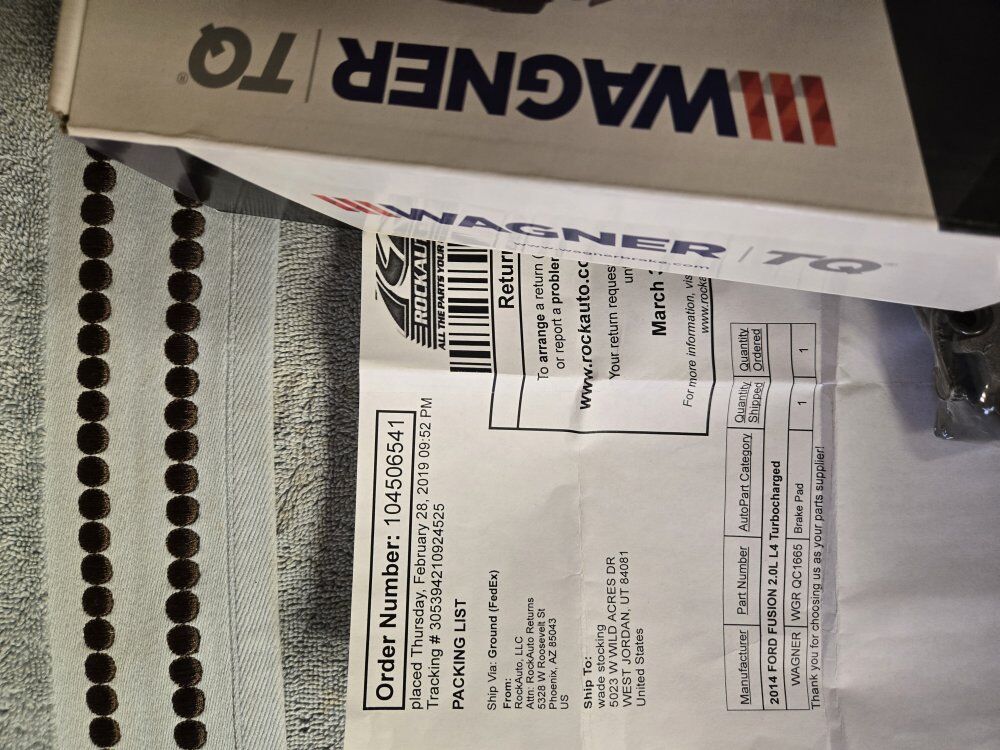 WAGNER | TQ
WAGNER | TQ
www.wagnerbrake.com
ROCKAU
ALL THE PARTS YOUR
Order Number: 104506541
placed Thursday, February 28, 2019 09:52 PM
Tracking # 305394210924525
PACKING LIST
Ship Via: Ground (FedEx)
From:
RockAuto, LLC
Attn: RockAuto Returns
5328 W Roosevelt St
Phoenix, AZ 85043
US
Ship To:
wade stocking
5023 W WILD ACRES DR
WEST JORDAN, UT 84081
United States
Return
To arrange a return (
or report a problem
www.rockauto.co
Your return reques
un
March
For more information, vis
www.rocka
Manufacturer Part Number AutoPart Category Quantity Shipped Quantity Ordered
2014 FORD FUSION 2.0L L4 Turbocharged
WAGNER WGR QC1665 Brake Pad 1 1
Thank you for choosing us as your parts supplier!